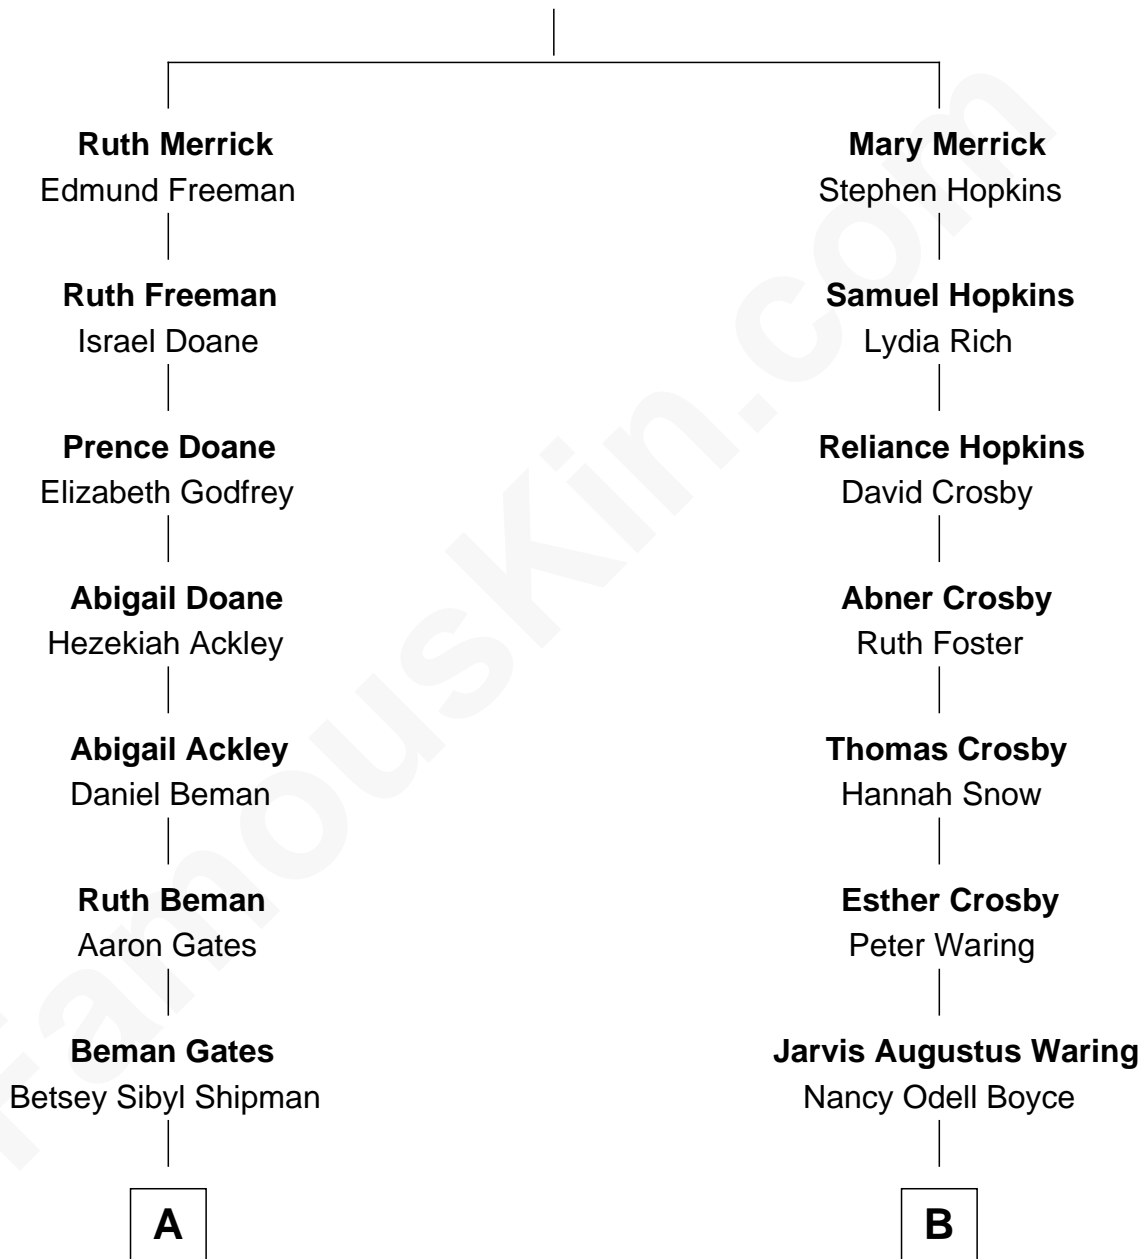 Ruth Merrick
Edmund Freeman
Ruth Freeman
Israel Doane
Prence Doane
Elizabeth Godfrey
Abigail Doane
Hezekiah Ackley
Abigail Ackley
Daniel Beman
Ruth Beman
Aaron Gates
Beman Gates
Betsey Sibyl Shipman
A
Mary Merrick
Stephen Hopkins
Samuel Hopkins
Lydia Rich
Reliance Hopkins
David Crosby
Abner Crosby
Ruth Foster
Thomas Crosby
Hannah Snow
Esther Crosby
Peter Waring
Jarvis Augustus Waring
Nancy Odell Boyce
B
FamousKin.com